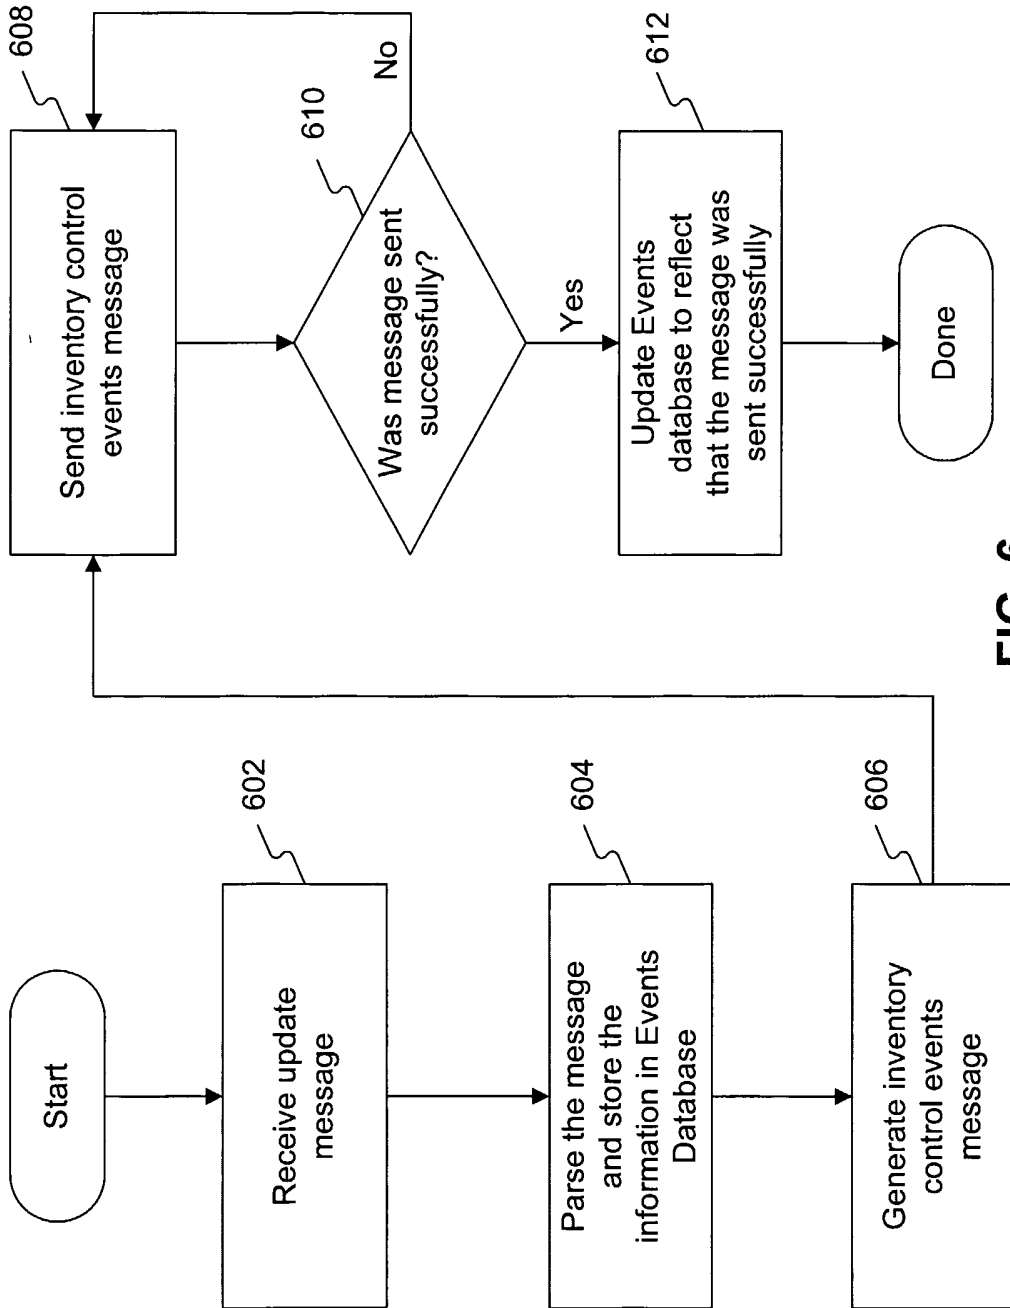 Start
602
Receive update
message
604
Parse the message
and store the
information in Events
Database
606
Generate inventory
control events
message
608
Send inventory control
events message
610
Was message sent
successfully?
No
Yes
612
Update Events
database to reflect
that the message was
sent successfully
Done
FIG. 6